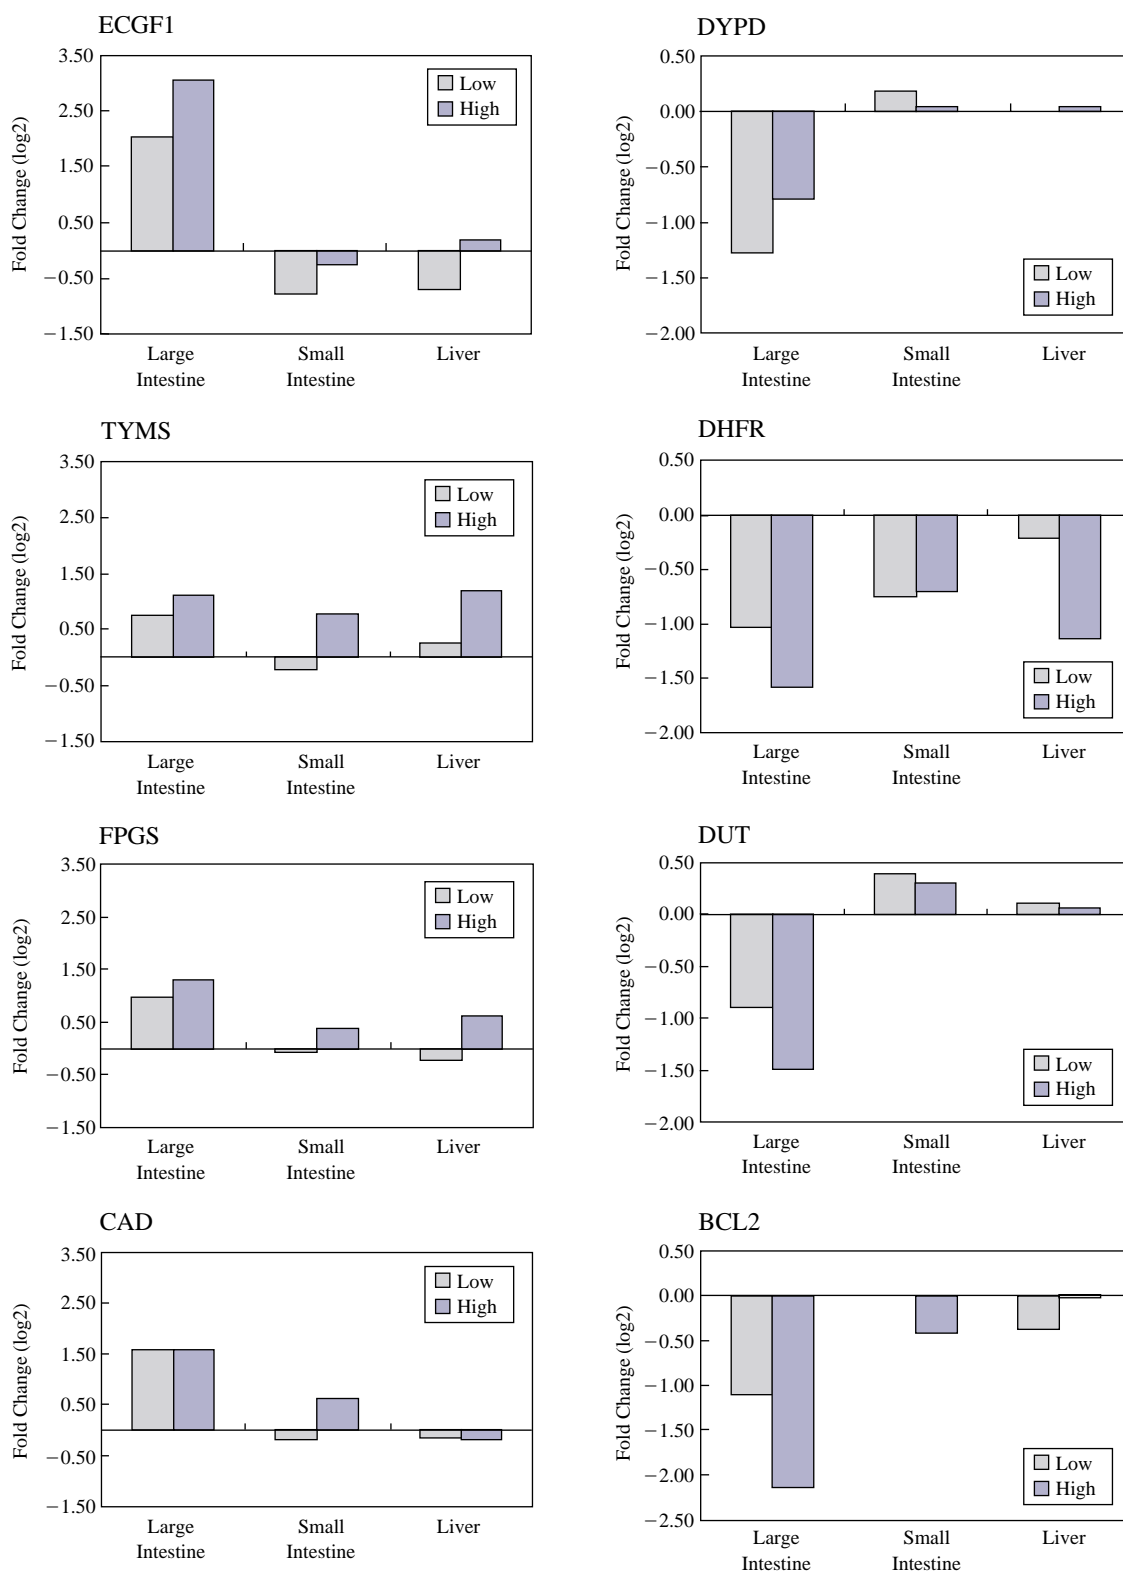 ECGF1
3.50
2.50
1.50
0.50
−0.50
−1.50
Fold Change (log2)
Low
High
Large
Intestine
Small
Intestine
Liver
DYPD
0.50
0.00
−0.50
−1.00
−1.50
−2.00
Fold Change (log2)
Low
High
Large
Intestine
Small
Intestine
Liver
TYMS
3.50
2.50
1.50
0.50
−0.50
−1.50
Fold Change (log2)
Low
High
Large
Intestine
Small
Intestine
Liver
DHFR
0.50
0.00
−0.50
−1.00
−1.50
−2.00
Fold Change (log2)
Low
High
Large
Intestine
Small
Intestine
Liver
FPGS
3.50
2.50
1.50
0.50
−0.50
−1.50
Fold Change (log2)
Low
High
Large
Intestine
Small
Intestine
Liver
DUT
0.50
0.00
−0.50
−1.00
−1.50
−2.00
Fold Change (log2)
Low
High
Large
Intestine
Small
Intestine
Liver
CAD
3.50
2.50
1.50
0.50
−0.50
−1.50
Fold Change (log2)
Low
High
Large
Intestine
Small
Intestine
Liver
BCL2
0.50
0.00
−0.50
−1.00
−1.50
−2.00
−2.50
Fold Change (log2)
Low
High
Large
Intestine
Small
Intestine
Liver